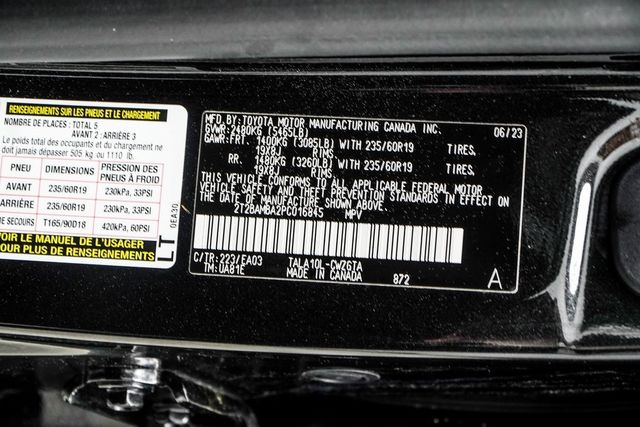 RENSEIGNEMENTS SUR LES PNEUS ET LE CHARGEMENT
NOMBRE DE PLACES: TOTAL 5
AVANT 2: ARRIÈRE 3
Le poids total des occupants et du chargement ne
doit jamais dépasser 505 kg ou 1110 lb.
PNEU DIMENSIONS PRESSION DES PNEUS À FROID
AVANT 235/60R19 230kPa, 33PSI
ARRIÈRE 235/60R19 230kPa, 33PSI
DE SECOURS T165/90D18 420kPa, 60PSI
VOIR LE MANUEL DE L'USAGER
POUR PLUS DE RENSEIGNEMENTS
LT
0EA30
MFD.BY: TOYOTA MOTOR MANUFACTURING CANADA INC. 06/23
GVWR:2480KG (5465LB)
GAWR:FRT. 1400KG (3085LB) WITH 235/60R19 TIRES,
19X8J RIMS
RR. 1480KG (3260LB) WITH 235/60R19 TIRES,
19X8J RIMS
THIS VEHICLE CONFORMS TO ALL APPLICABLE FEDERAL MOTOR
VEHICLE SAFETY AND THEFT PREVENTION STANDARDS IN EFFECT ON
THE DATE OF MANUFACTURE SHOWN ABOVE.
2T2BAMBA2PC016845 MPV
C/TR: 223/EA03 TALA10L-CWZGTA
TM: UA81E MADE IN CANADA 872 A